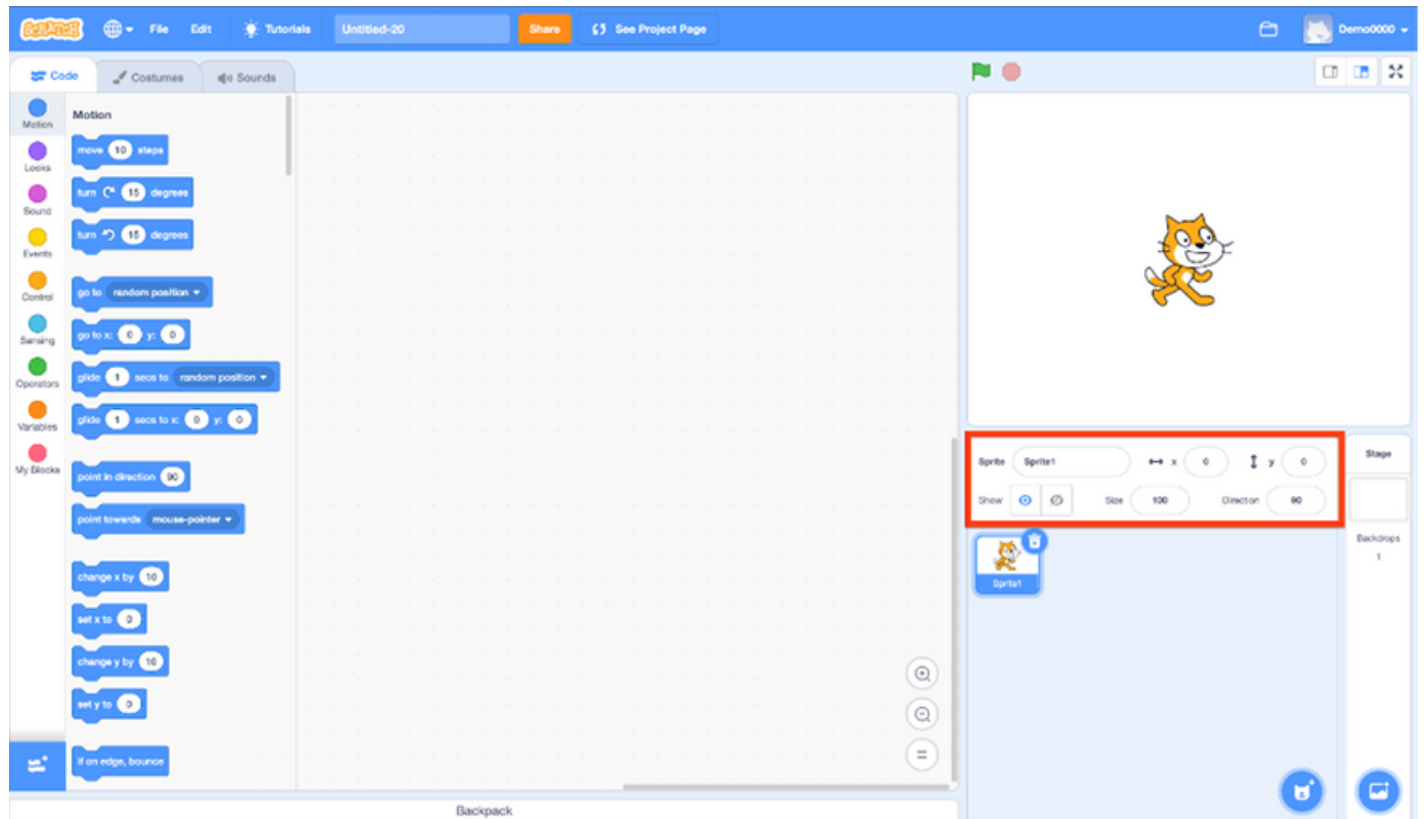 SCRATCH File Edit Tutorials Untitled-20 Share See Project Page Demo0000
Code Costumes Sounds
Motion
Looks
Sound
Events
Control
Sensing
Operators
Variables
My Blocks
Motion
move 10 steps
turn 15 degrees
turn 15 degrees
go to random position
go to x: 0 y: 0
glide 1 secs to random position
glide 1 secs to x: 0 y: 0
point in direction 90
point towards mouse-pointer
change x by 10
set x to 0
change y by 10
set y to 0
if on edge, bounce
Backpack
Sprite Sprite1 x 0 y 0
Show Size 100 Direction 90
Sprite1
Stage
Backdrops
1